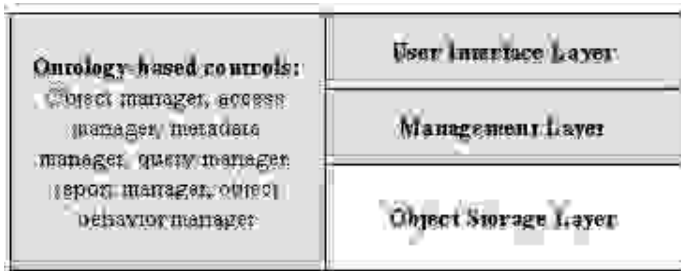 Ontology-based controls:
Object manager, access
manager, metadata
manager, query manager
report manager, object
behavior manager
User Interface Layer
Management Layer
Object Storage Layer